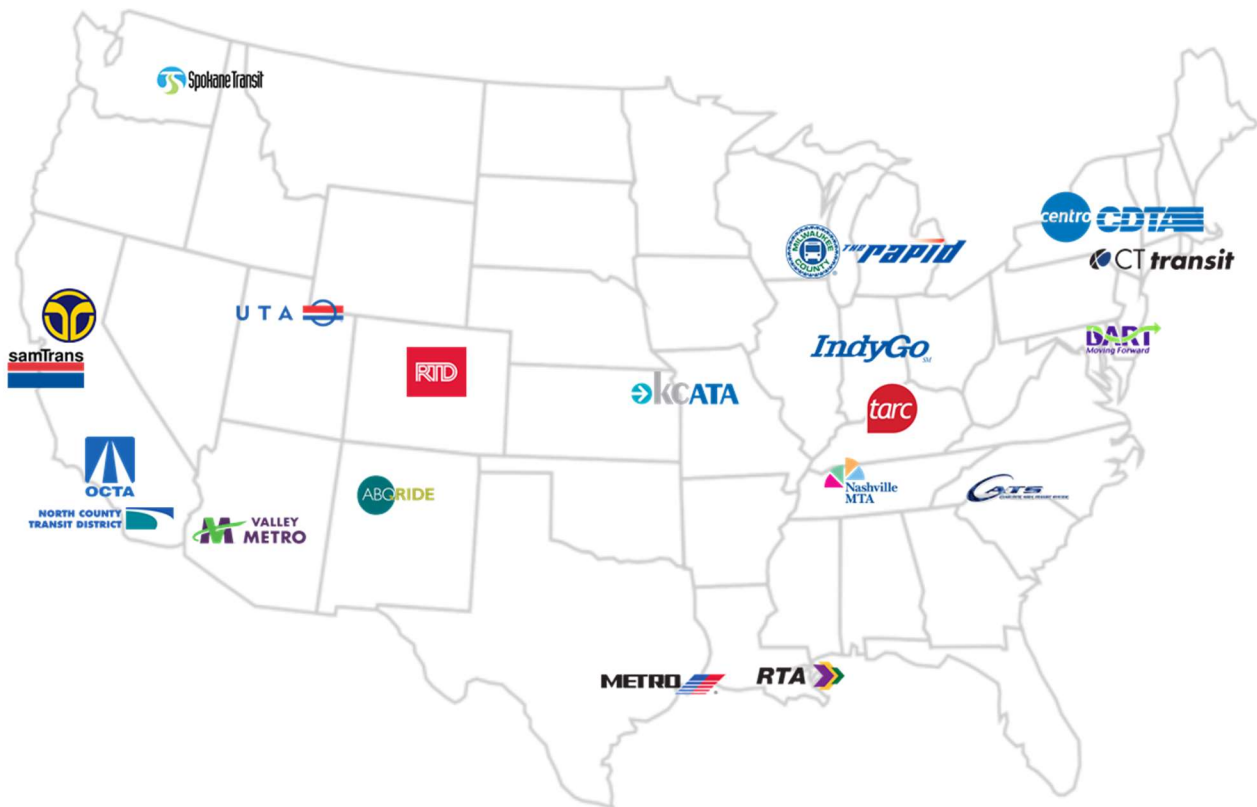 Spokane Transit
centro
CDTA
MILWAUKEE
COUNTY
THE rapid
CT transit
UTA
samTrans
DART
Moving Forward
IndyGo
SM
RTD
kcATA
tarc
OCTA
Nashville
MTA
CATS
ABQRIDE
NORTH COUNTY
TRANSIT DISTRICT
VALLEY
METRO
METRO
RTA